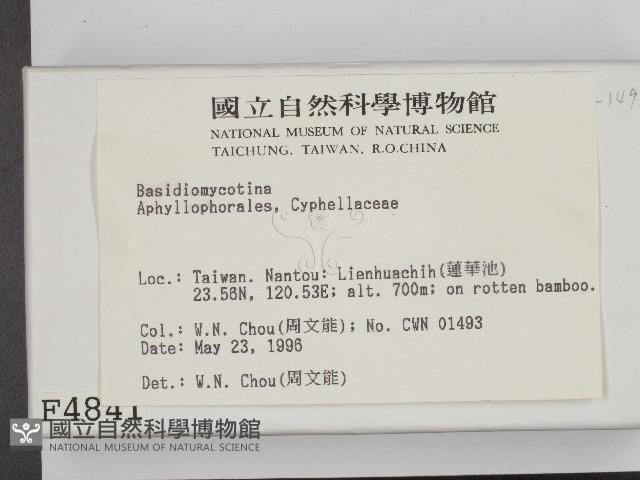 國立自然科學博物館
NATIONAL MUSEUM OF NATURAL SCIENCE
TAICHUNG, TAIWAN, R.O.CHINA
-149
Basidiomycotina
Aphyllophorales, Cyphellaceae
Loc.: Taiwan. Nantou: Lienhuachih(蓮華池)
23.56N, 120.53E; alt. 700m; on rotten bamboo.
Col.: W.N. Chou(周文能); No. CWN 01493
Date: May 23, 1996
Det.: W.N. Chou(周文能)
F4841
國立自然科學博物館
NATIONAL MUSEUM OF NATURAL SCIENCE